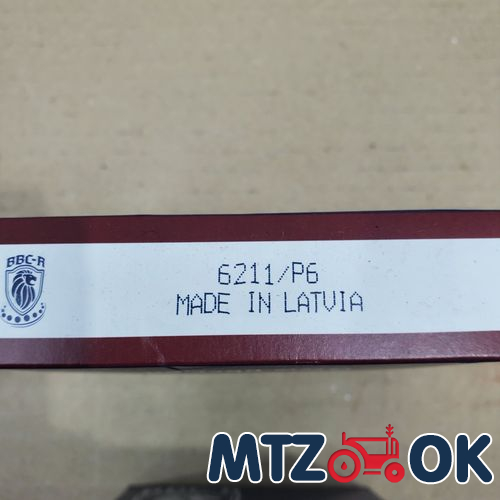 BBC-R
6211/P6
MADE IN LATVIA
MTZ OK